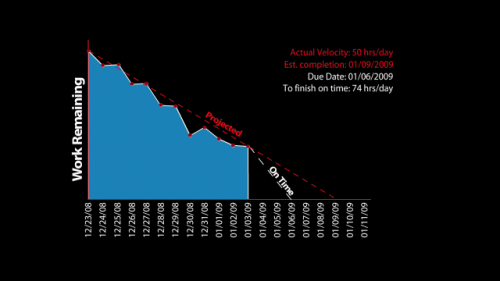 Actual Velocity: 50 hrs/day
Est. completion: 01/09/2009
Due Date: 01/06/2009
To finish on time: 74 hrs/day
Work Remaining
Projected
On Time
12/23/08
12/24/08
12/25/08
12/26/08
12/27/08
12/28/08
12/29/08
12/30/08
12/31/08
01/01/09
01/02/09
01/03/09
01/04/09
01/05/09
01/06/09
01/07/09
01/08/09
01/09/09
01/10/09
01/11/09